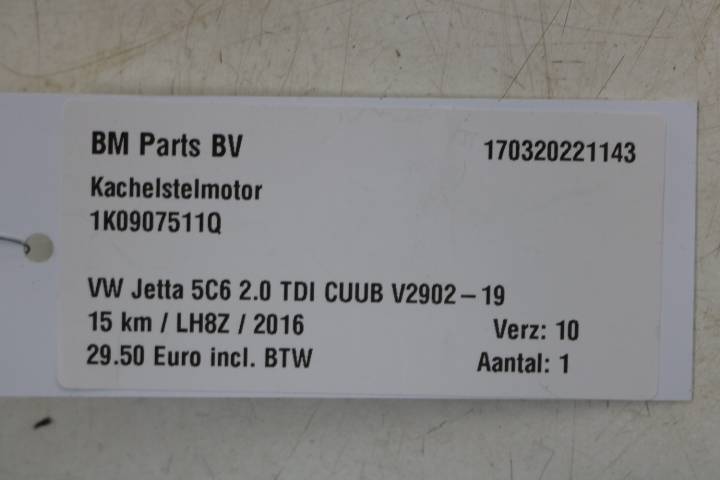 BM Parts BV 170320221143
Kachelstelmotor
1K0907511Q
VW Jetta 5C6 2.0 TDI CUUB V2902-19
15 km / LH8Z / 2016 Verz: 10
29.50 Euro incl. BTW Aantal: 1